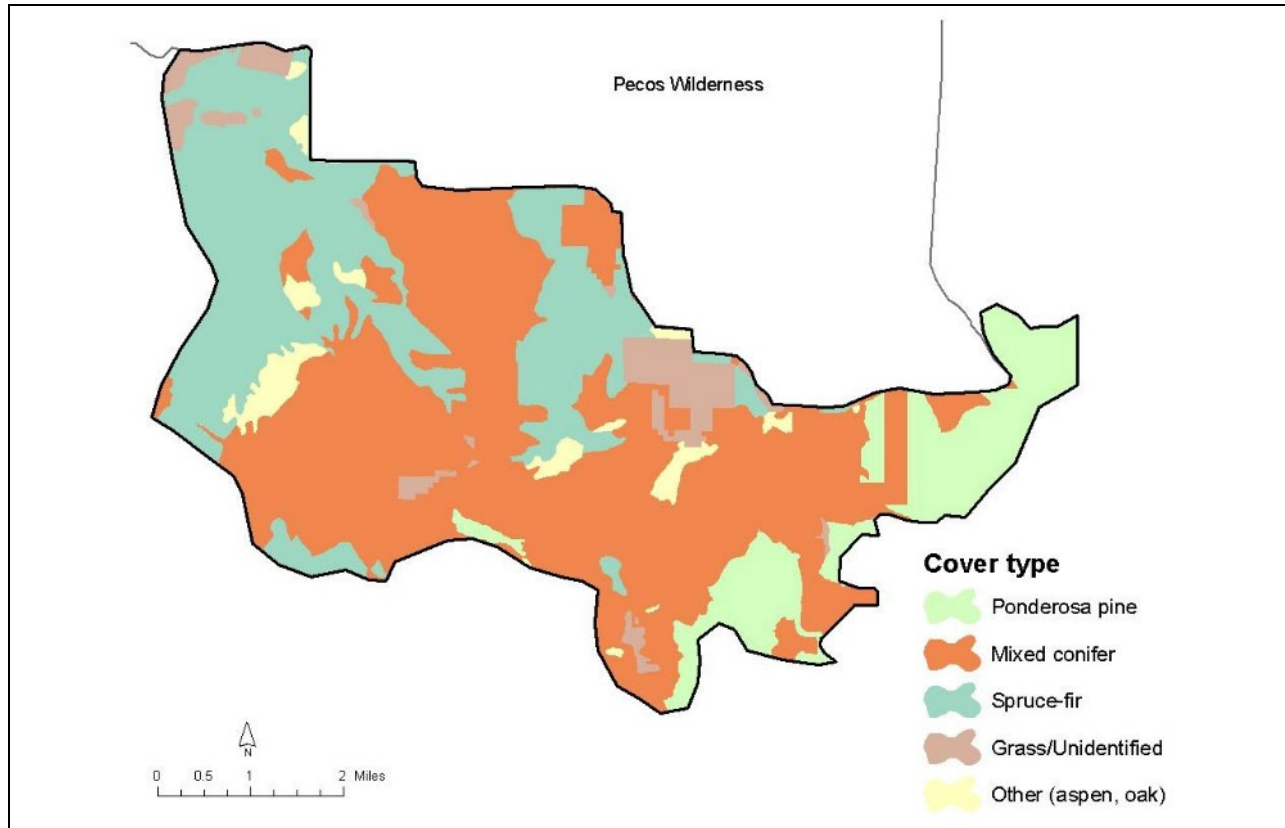 Pecos Wilderness
Cover type
Ponderosa pine
Mixed conifer
Spruce-fir
Grass/Unidentified
Other (aspen, oak)
N
0 0.5 1 2 Miles